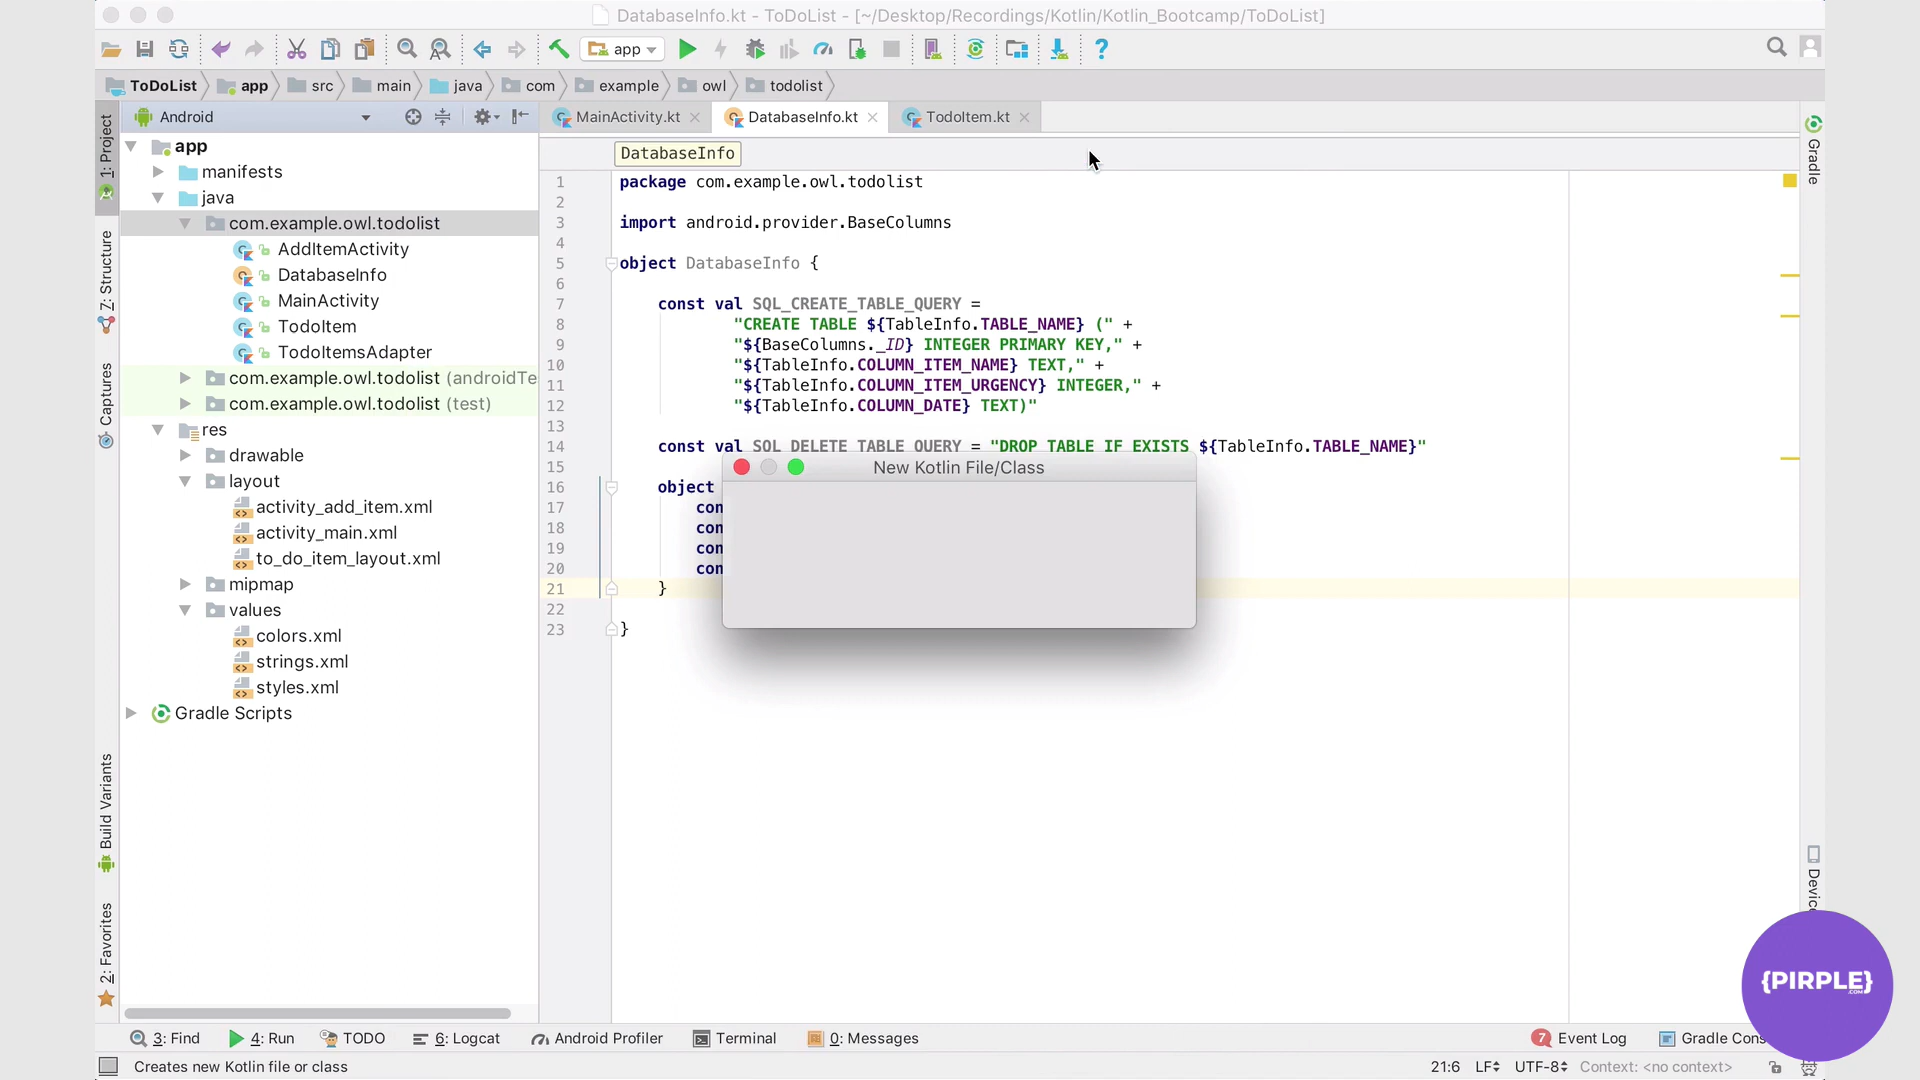 DatabaseInfo.kt - ToDoList - [~/Desktop/Recordings/Kotlin/Kotlin_Bootcamp/ToDoList]
app
ToDoList app src main java com example owl todolist
1: Project
7: Structure
Captures
Build Variants
2: Favorites
Android
app
manifests
java
com.example.owl.todolist
AddItemActivity
DatabaseInfo
MainActivity
TodoItem
TodoItemsAdapter
com.example.owl.todolist (androidTe
com.example.owl.todolist (test)
res
drawable
layout
activity_add_item.xml
activity_main.xml
to_do_item_layout.xml
mipmap
values
colors.xml
strings.xml
styles.xml
Gradle Scripts
MainActivity.kt DatabaseInfo.kt TodoItem.kt
DatabaseInfo
1 package com.example.owl.todolist
2
3 import android.provider.BaseColumns
4
5 object DatabaseInfo {
6
7 const val SQL_CREATE_TABLE_QUERY =
8 "CREATE TABLE ${TableInfo.TABLE_NAME} (" +
9 "${BaseColumns._ID} INTEGER PRIMARY KEY," +
10 "${TableInfo.COLUMN_ITEM_NAME} TEXT," +
11 "${TableInfo.COLUMN_ITEM_URGENCY} INTEGER," +
12 "${TableInfo.COLUMN_DATE} TEXT)"
13
14 const val SQL_DELETE_TABLE_QUERY = "DROP TABLE IF EXISTS ${TableInfo.TABLE_NAME}"
15
16 object
17 con
18 con
19 con
20 con
21 }
22
23 }
New Kotlin File/Class
Gradle
Device
{PIRPLE}
.COM
3: Find 4: Run TODO 6: Logcat Android Profiler Terminal 0: Messages 7 Event Log Gradle Cons
Creates new Kotlin file or class 21:6 LF UTF-8 Context: <no context>